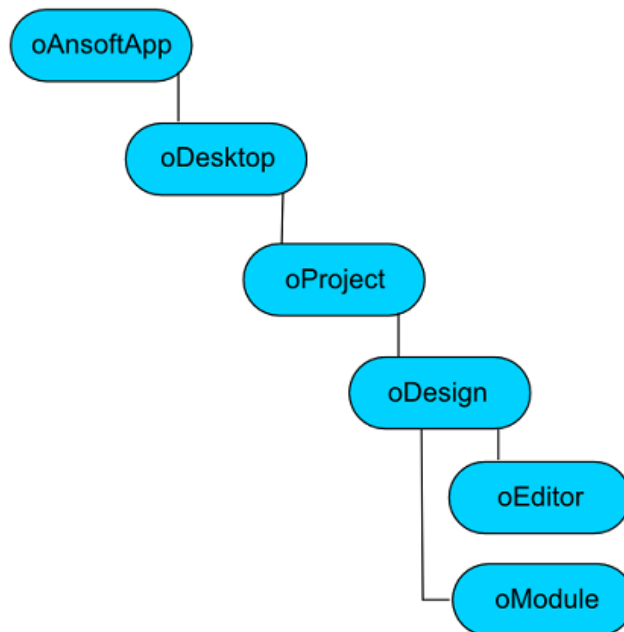 oAnsoftApp
oDesktop
oProject
oDesign
oEditor
oModule